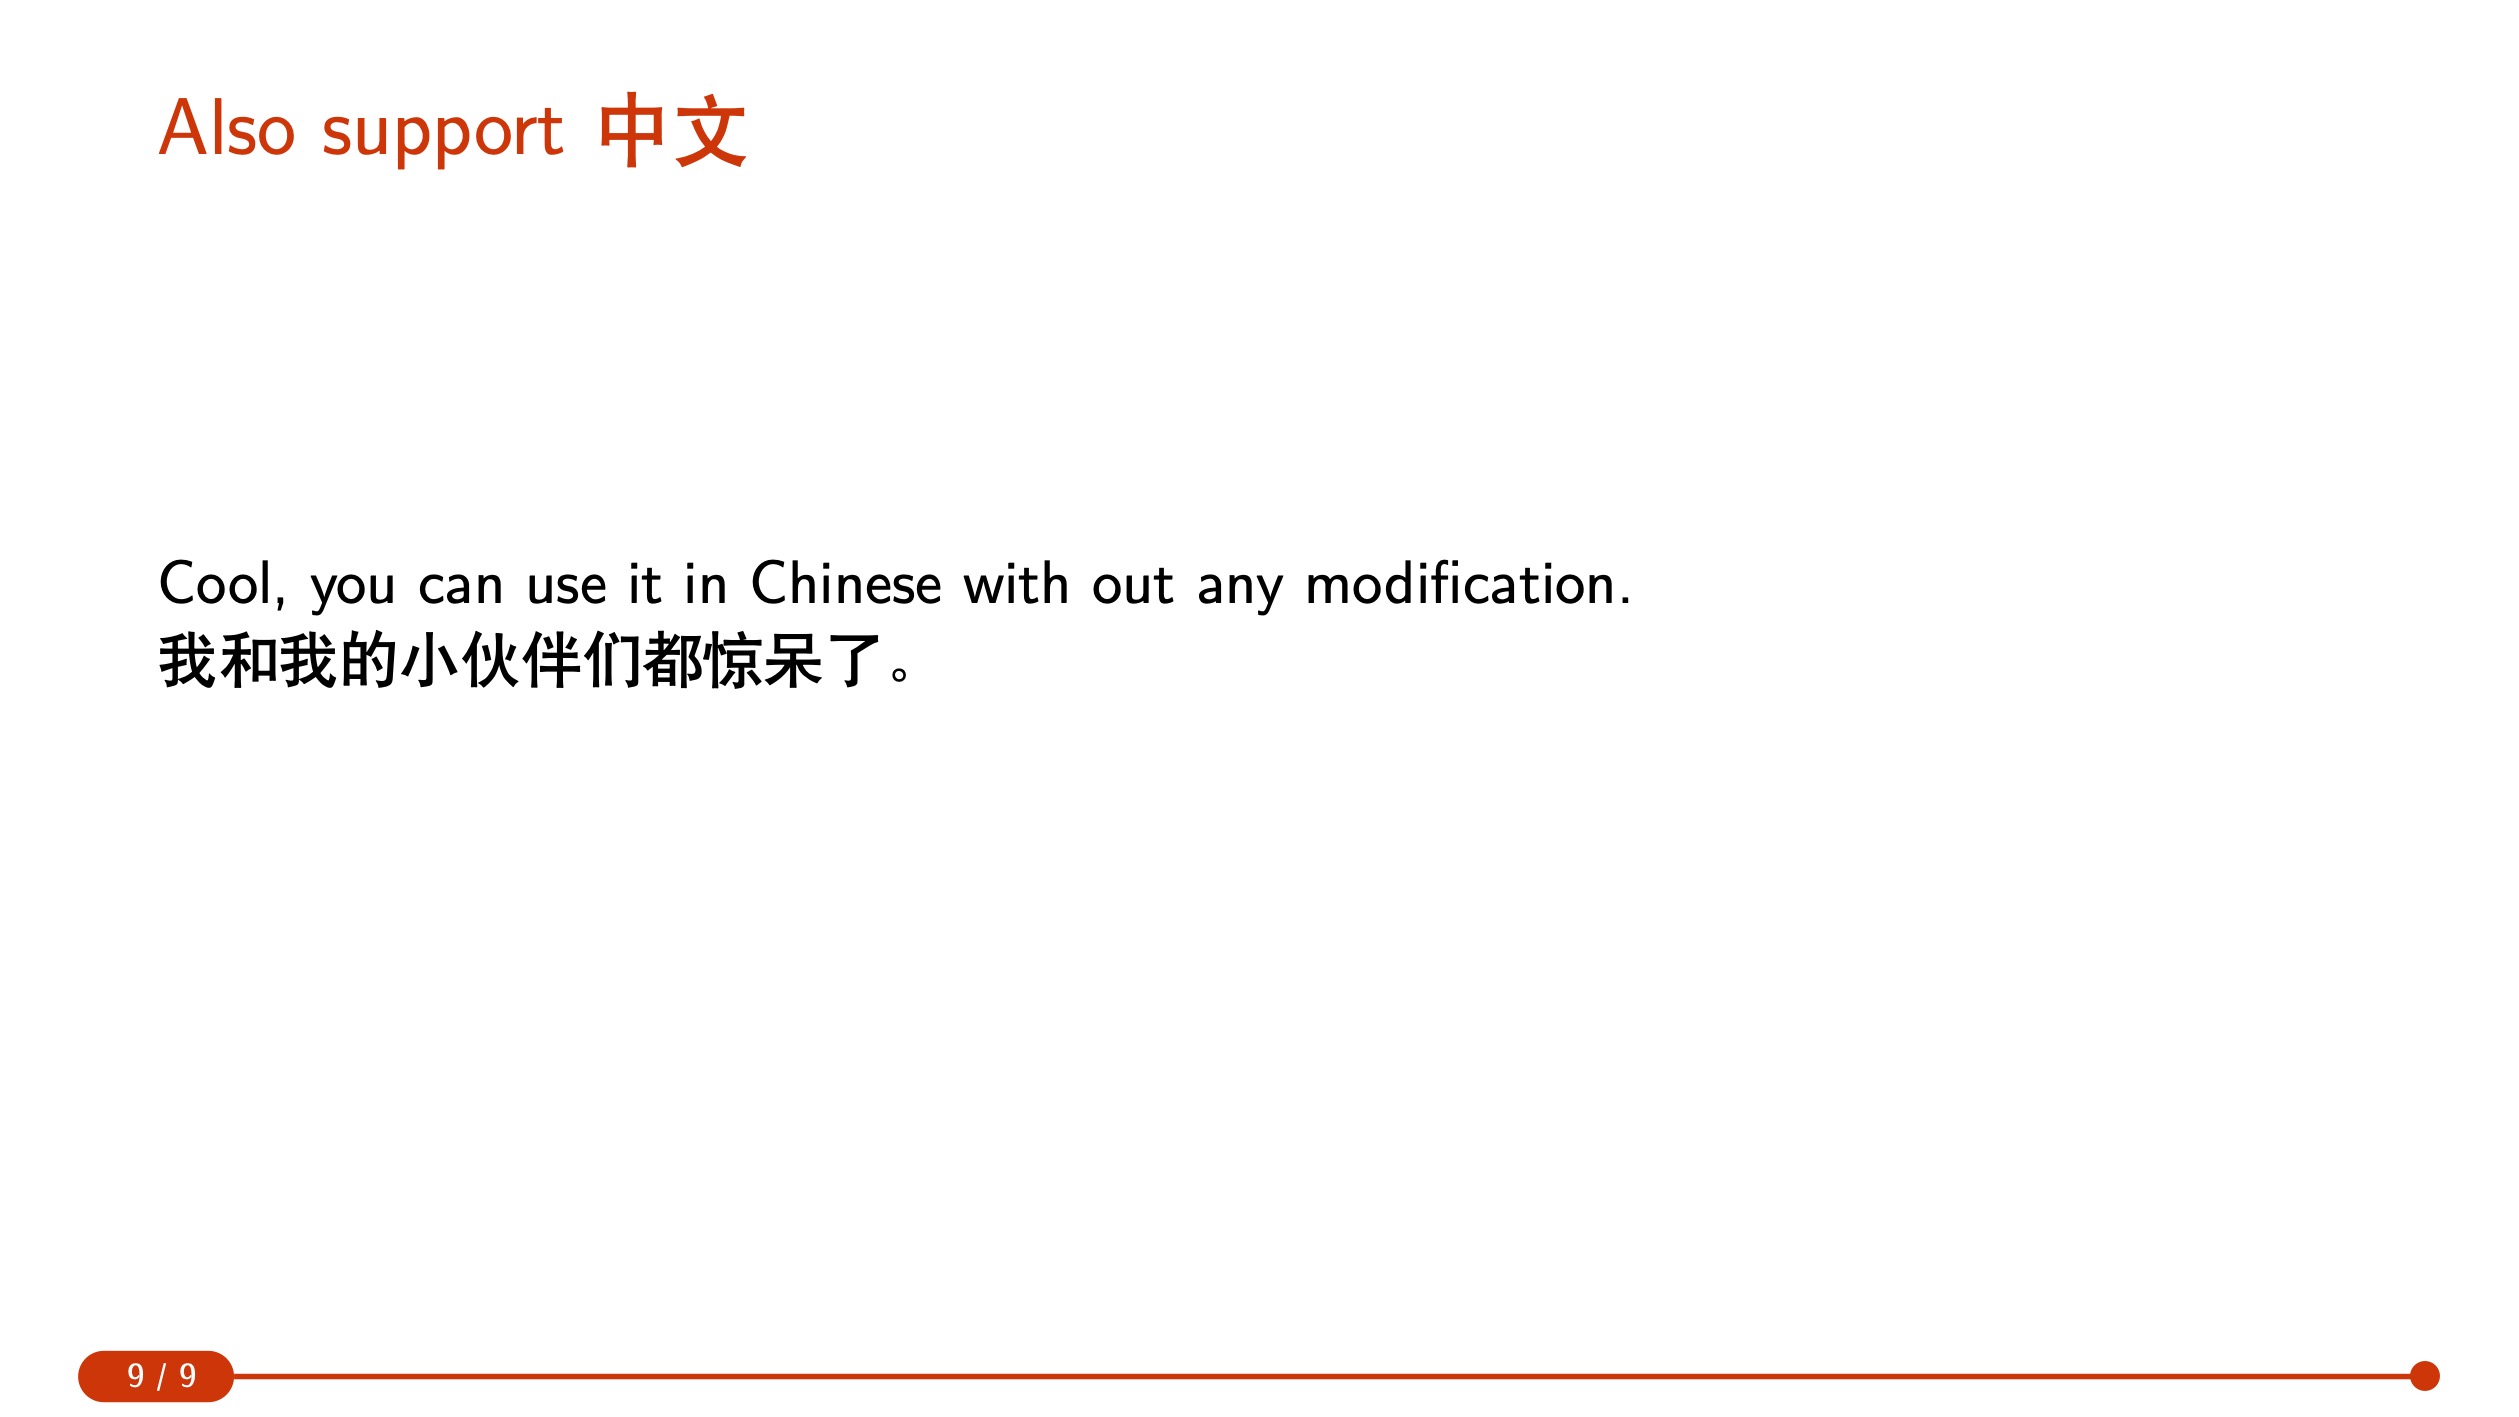 Also support 中文
Cool, you can use it in Chinese with out any modification.
我和我的小伙伴们都惊呆了。
9 / 9